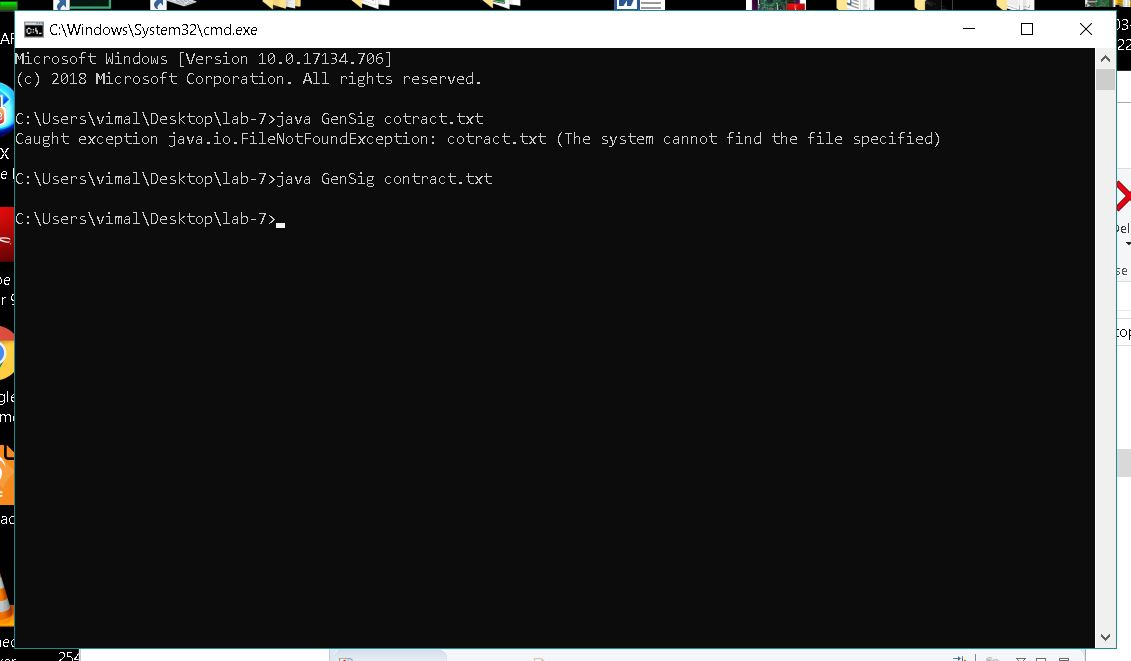 C:\Windows\System32\cmd.exe
Microsoft Windows [Version 10.0.17134.706]
(c) 2018 Microsoft Corporation. All rights reserved.
C:\Users\vimal\Desktop\lab-7>java GenSig cotract.txt
Caught exception java.io.FileNotFoundException: cotract.txt (The system cannot find the file specified)
C:\Users\vimal\Desktop\lab-7>java GenSig contract.txt
C:\Users\vimal\Desktop\lab-7>
254